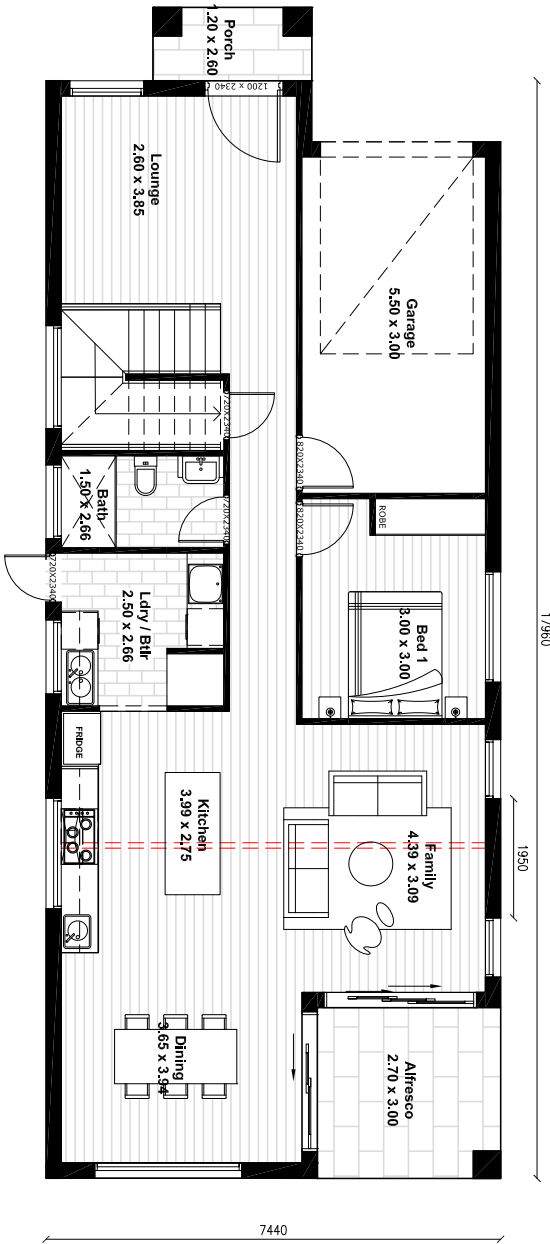 Porch
1.20 x 2.60
1200 x 2340
Lounge
2.60 x 3.85
Garage
5.50 x 3.00
720X2340
820X2340
Bath
1.50 x 2.66
720X2340
820X2340
ROBE
Bed 1
3.00 x 3.00
720X2340
Ldry / Btlr
2.50 x 2.66
17960
FRIDGE
Kitchen
3.99 x 2.75
Family
4.39 x 3.09
1950
Dining
3.65 x 3.94
Alfresco
2.70 x 3.00
7440